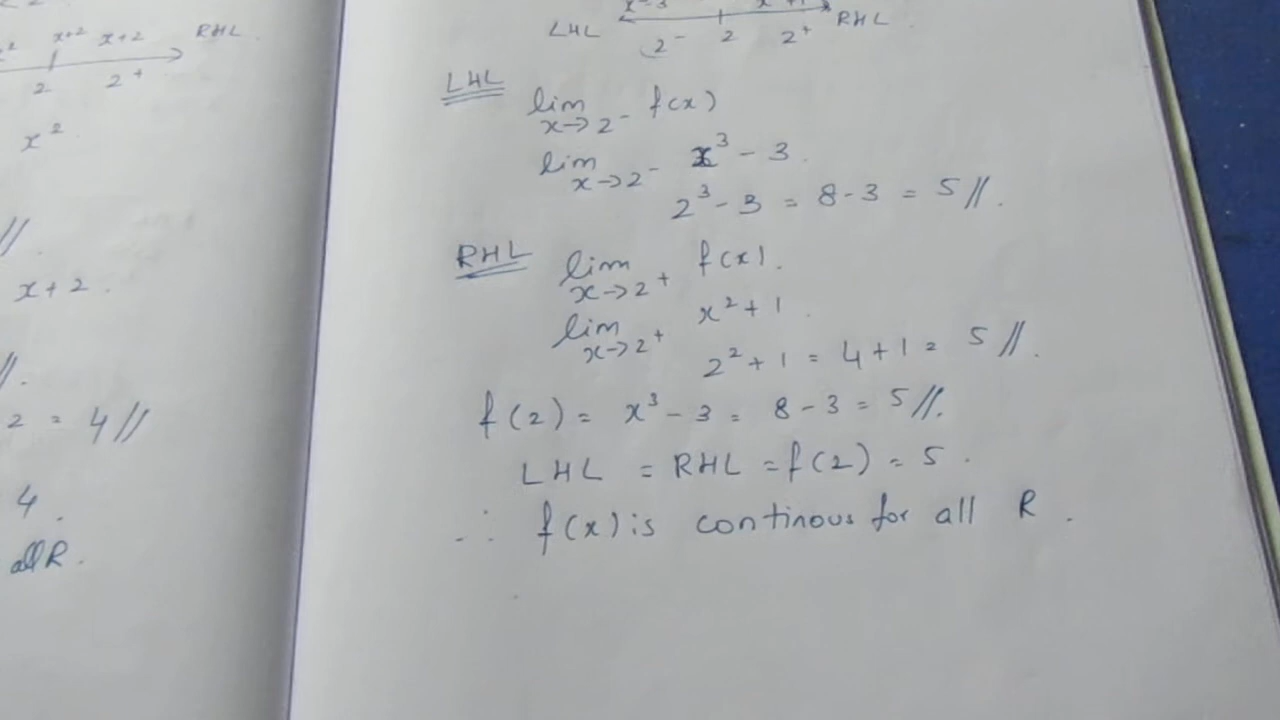 x+2 x+2 RHL
2 2⁺
x²
//
x+2.
//.
2 = 4//
4.
all R.
LHL RHL
2⁻ 2 2⁺
LHL lim f(x)
x→2⁻
lim x³ - 3.
x→2⁻
2³ - 3 = 8-3 = 5//.
RHL lim f(x).
x→2⁺
lim x² + 1.
x→2⁺
2² + 1 = 4+1 = 5//.
f(2) = x³ - 3 = 8 - 3 = 5//.
LHL = RHL = f(2) = 5.
∴ f(x) is continous for all R.